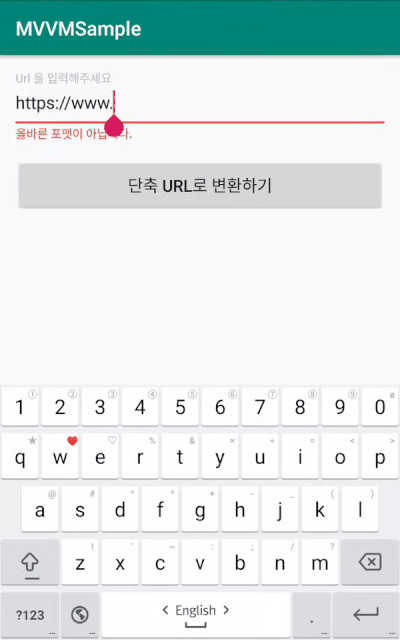 MVVMSample
Url 을 입력해주세요
https://www.
올바른 포맷이 아닙니다.
단축 URL로 변환하기
1 2 3 4 5 6 7 8 9 0
q w e r t y u i o p
a s d f g h j k l
z x c v b n m
?123 < English > .